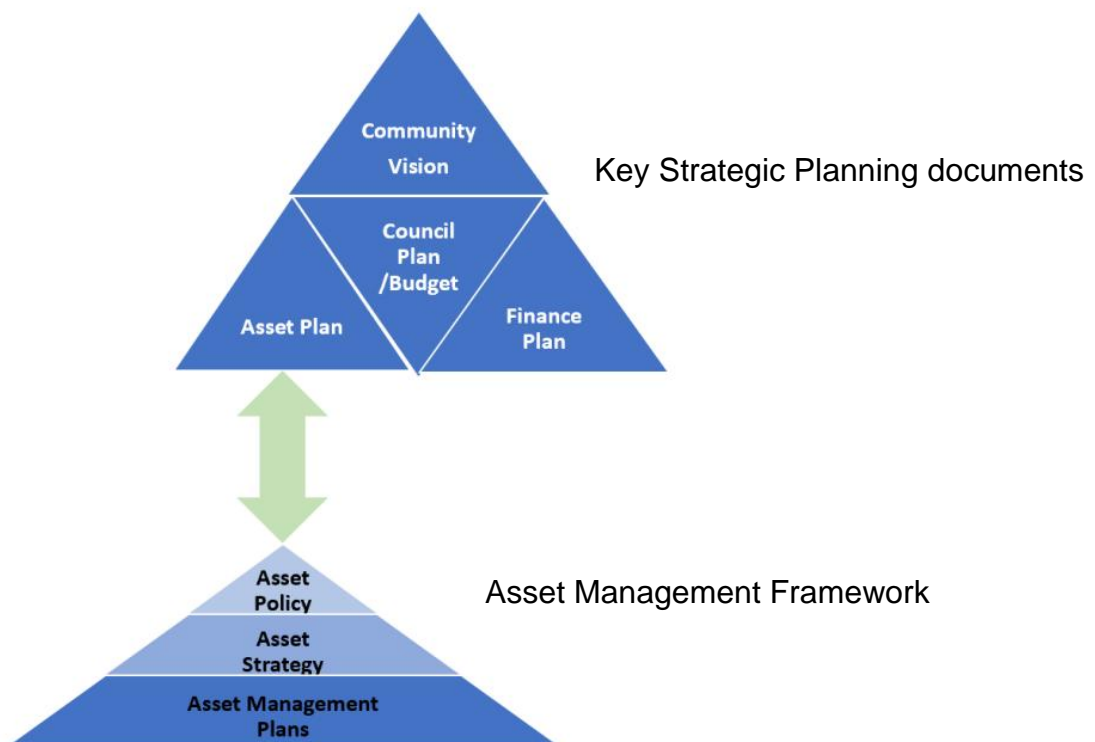 Community
Vision
Key Strategic Planning documents
Council
Plan
/Budget
Asset Plan
Finance
Plan
Asset
Policy
Asset Management Framework
Asset
Strategy
Asset Management
Plans